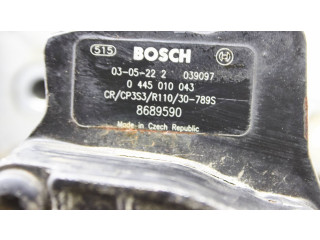 515 BOSCH
03-05-22 2 039097
0 445 010 043
CR/CP3S3/R110/30-789S
8689590
Made in Czech Republic